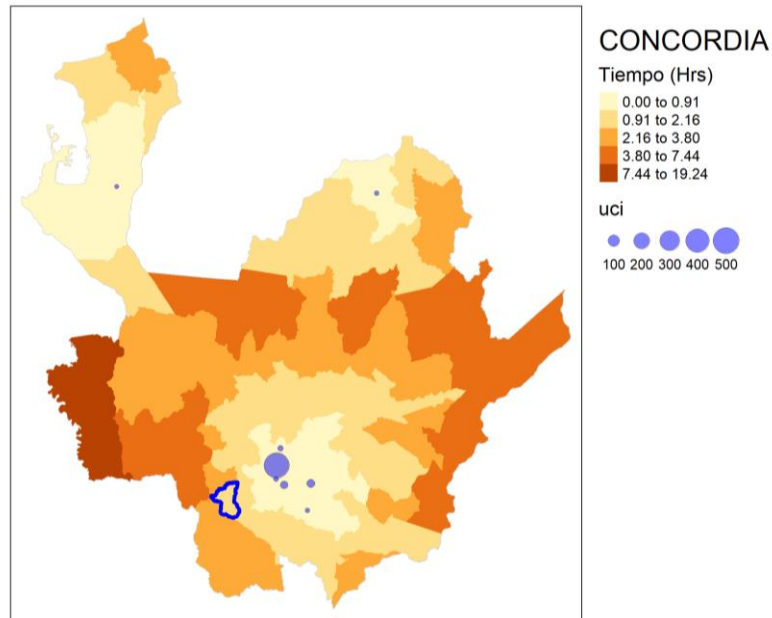 CONCORDIA
Tiempo (Hrs)
0.00 to 0.91
0.91 to 2.16
2.16 to 3.80
3.80 to 7.44
7.44 to 19.24
uci
100 200 300 400 500